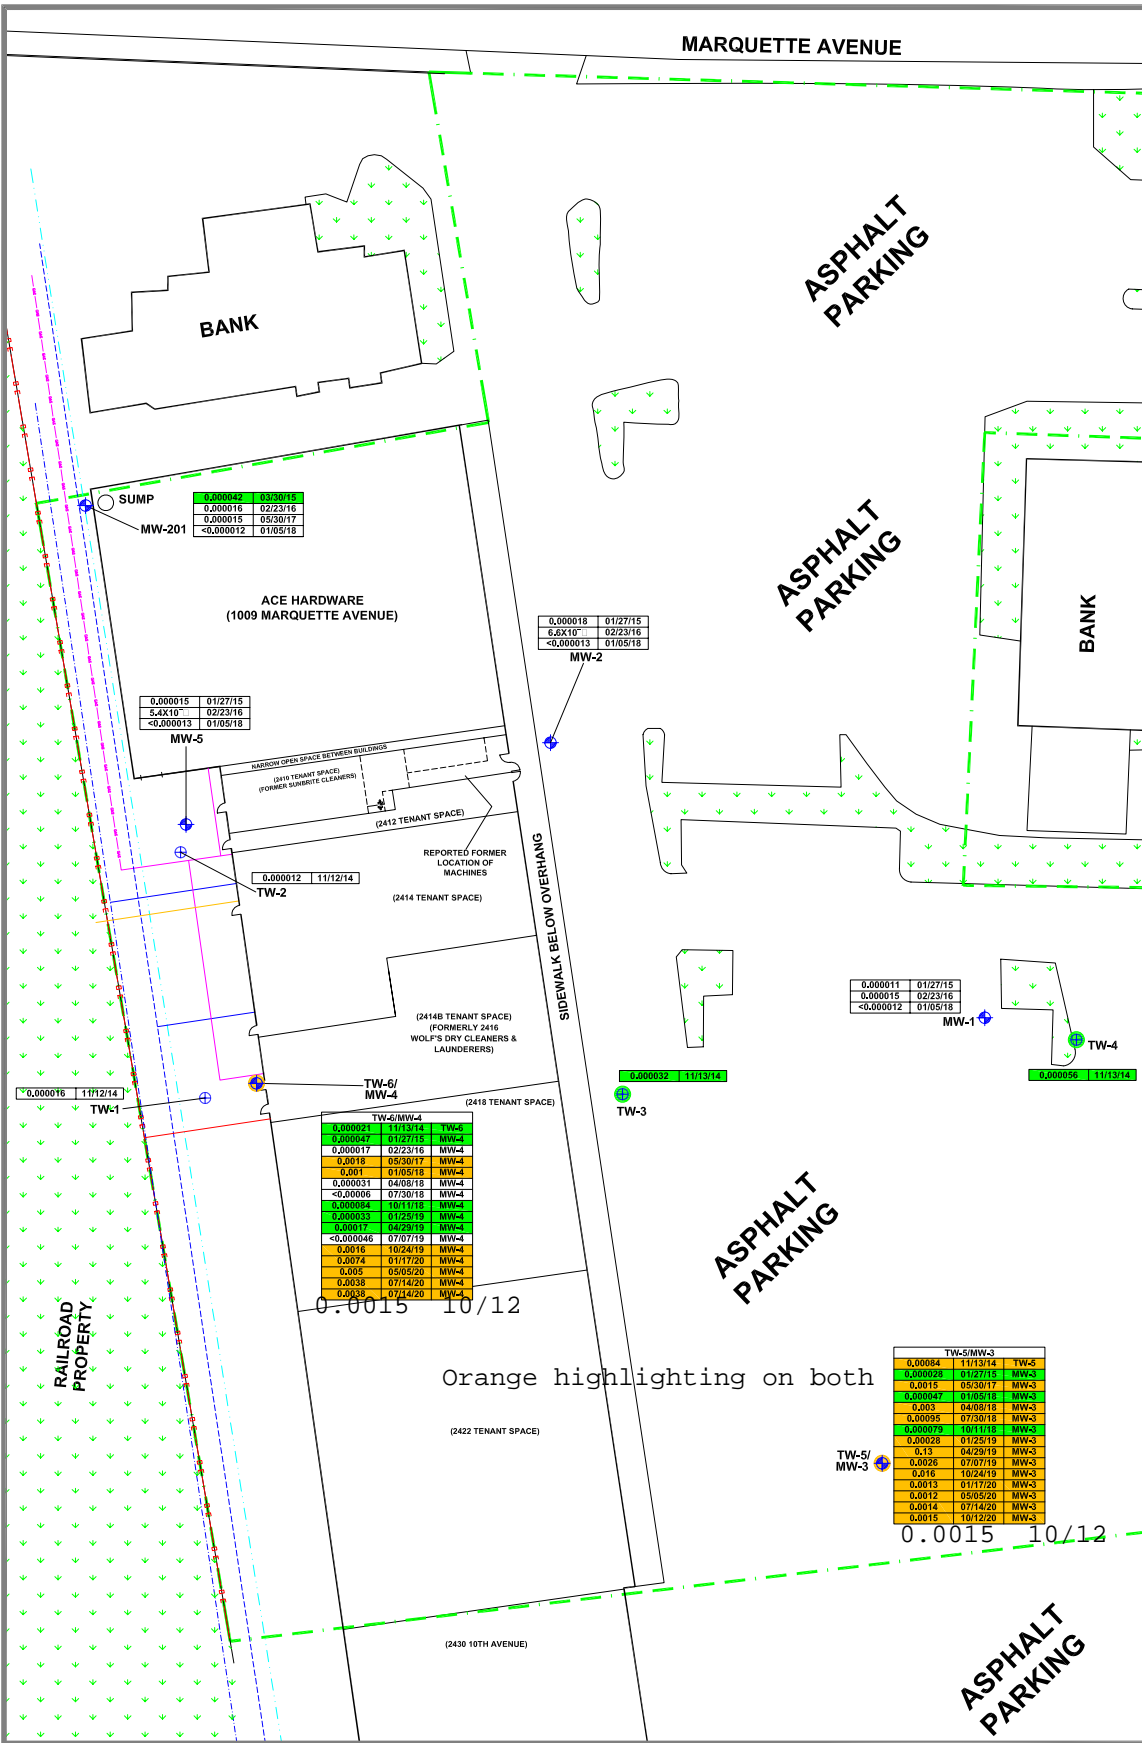 MARQUETTE AVENUE
ASPHALT
PARKING
BANK
SUMP
MW-201
0.000042 03/30/15
0.000016 02/23/16
0.000015 05/30/17
<0.000012 01/05/18
ASPHALT
PARKING
ACE HARDWARE
(1009 MARQUETTE AVENUE)
BANK
0.000018 01/27/15
6.6X10 02/23/16
<0.000013 01/05/18
MW-2
0.000015 01/27/15
5.4X10 02/23/16
<0.000013 01/05/18
MW-5
NARROW OPEN SPACE BETWEEN BUILDINGS
(2410 TENANT SPACE)
(FORMER SUNBRITE CLEANERS)
(2412 TENANT SPACE)
REPORTED FORMER
LOCATION OF
MACHINES
0.000012 11/12/14
TW-2
(2414 TENANT SPACE)
SIDEWALK BELOW OVERHANG
(2414B TENANT SPACE)
(FORMERLY 2416
WOLF'S DRY CLEANERS &
LAUNDERERS)
0.000011 01/27/15
0.000015 02/23/16
<0.000012 01/05/18
MW-1
TW-4
0.000056 11/13/14
0.000032 11/13/14
TW-3
0.000016 11/12/14
TW-1
TW-6/
MW-4
(2418 TENANT SPACE)
TW-6/MW-4
0.000021 11/13/14 TW-6
0.000047 01/27/15 MW-4
0.000017 02/23/16 MW-4
0.0018 05/30/17 MW-4
0.001 01/05/18 MW-4
0.000031 04/08/18 MW-4
<0.00006 07/30/18 MW-4
0.000084 10/11/18 MW-4
0.000033 01/25/19 MW-4
0.00017 04/29/19 MW-4
<0.000046 07/07/19 MW-4
0.0016 10/24/19 MW-4
0.0074 01/17/20 MW-4
0.005 05/05/20 MW-4
0.0038 07/14/20 MW-4
0.0038 07/14/20 MW-4
0.0015 10/12
ASPHALT
PARKING
RAILROAD
PROPERTY
Orange highlighting on both
(2422 TENANT SPACE)
TW-5/MW-3
0.00084 11/13/14 TW-5
0.000028 01/27/15 MW-3
0.0015 05/30/17 MW-3
0.000047 01/05/18 MW-3
0.003 04/08/18 MW-3
0.00095 07/30/18 MW-3
0.000079 10/11/18 MW-3
0.00028 01/25/19 MW-3
0.13 04/29/19 MW-3
0.0026 07/07/19 MW-3
0.016 10/24/19 MW-3
0.0013 01/17/20 MW-3
0.0012 05/05/20 MW-3
0.0014 07/14/20 MW-3
0.0015 10/12/20 MW-3
TW-5/
MW-3
0.0015 10/12
(2430 10TH AVENUE)
ASPHALT
PARKING